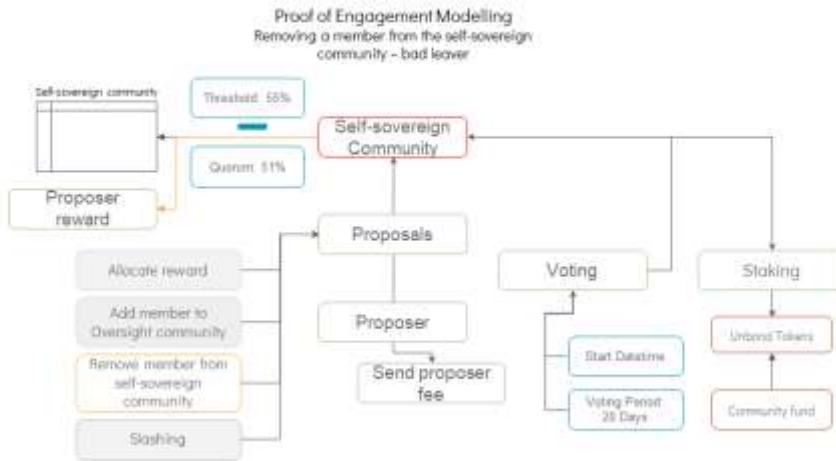 Proof of Engagement Modelling
Removing a member from the self-sovereign
community – bad leaver
Self-sovereign community
Threshold: 55%
Quorum: 51%
Self-sovereign
Community
Proposer
reward
Proposals
Allocate reward
Add member to
Oversight community
Remove member from
self-sovereign
community
Slashing
Proposer
Send proposer
fee
Voting
Start Datetime
Voting Period:
28 Days
Staking
Unbond Tokens
Community fund